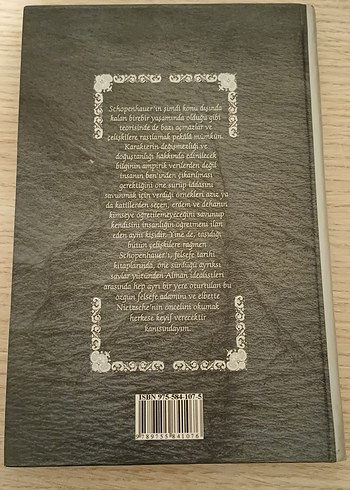 Schopenhauer'in şimdi konu dışında
kalan birebir yaşamında olduğu gibi
teorisinde de bazı açmazlar ve
çelişkilere rastlamak pekâlâ mümkün.
Karakterin değişmezliği ve
doğuştanlığı hakkında edinilecek
bilginin ampirik verilerden değil
insanın ben'inden çıkarılması
gerektiğini öne sürüp iddiasını
savunmak için verdiği örnekleri aziz ya
da katillerden seçen, erdem ve dehanın
kimseye öğretilemeyeceğini savunup
kendisini insanlığın öğretmeni ilan
eden aynı kişidir. Yine de, taşıdığı
bütün çelişkilere rağmen
Schopenhauer'ı, felsefe tarihi
kitaplarında, öne sürdüğü ayrıksı
savlar yüzünden Alman idealistleri
arasında hep ayrı bir yere oturtulan bu
özgün felsefe adamını ve elbette
Nietzsche'nin öncelini okumak
herkese keyif verecektir
kanısındayım..
ISBN 975-584-107-5
9789755841076